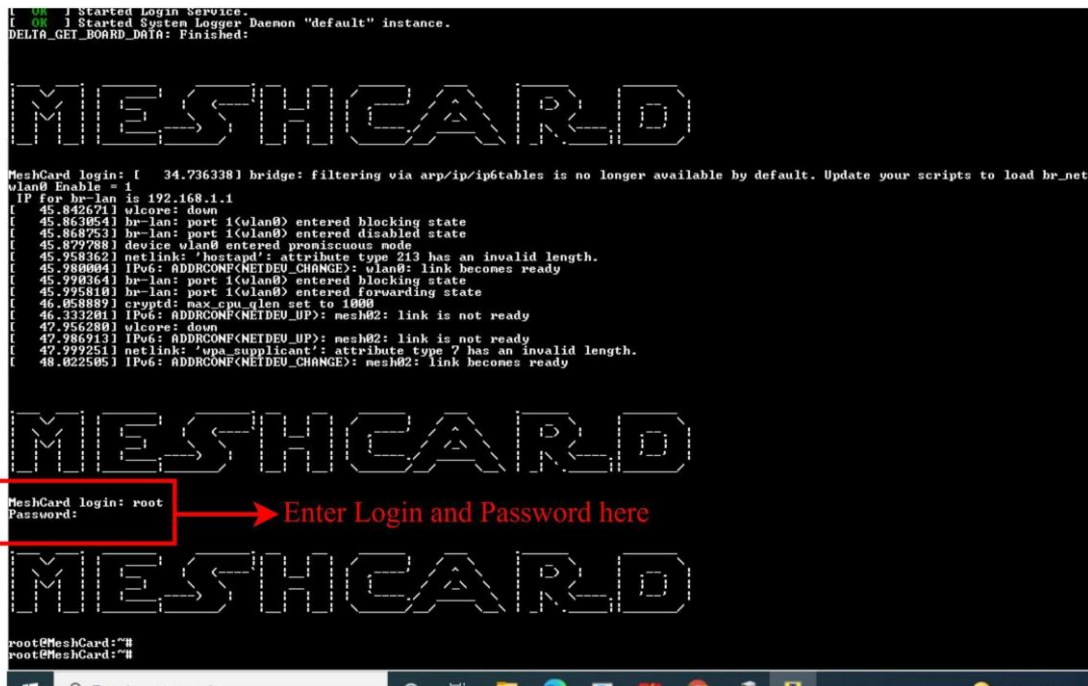 [  OK  ] Started Login Service.
[  OK  ] Started System Logger Daemon "default" instance.
DELTA_GET_BOARD_DATA: Finished:
MESHCARD
MeshCard login: [   34.736338] bridge: filtering via arp/ip/ip6tables is no longer available by default. Update your scripts to load br_net
wlan0 Enable = 1
IP for br-lan is 192.168.1.1
[   45.842671] wlcore: down
[   45.863054] br-lan: port 1(wlan0) entered blocking state
[   45.868753] br-lan: port 1(wlan0) entered disabled state
[   45.879788] device wlan0 entered promiscuous mode
[   45.958362] netlink: 'hostapd': attribute type 213 has an invalid length.
[   45.980004] IPv6: ADDRCONF(NETDEV_CHANGE): wlan0: link becomes ready
[   45.990364] br-lan: port 1(wlan0) entered blocking state
[   45.995810] br-lan: port 1(wlan0) entered forwarding state
[   46.058889] cryptd: max_cpu_qlen set to 1000
[   46.333201] IPv6: ADDRCONF(NETDEV_UP): mesh02: link is not ready
[   47.956280] wlcore: down
[   47.986913] IPv6: ADDRCONF(NETDEV_UP): mesh02: link is not ready
[   47.999251] netlink: 'wpa_supplicant': attribute type 7 has an invalid length.
[   48.022505] IPv6: ADDRCONF(NETDEV_CHANGE): mesh02: link becomes ready
MESHCARD
MeshCard login: root
Password:
Enter Login and Password here
MESHCARD
root@MeshCard:~#
root@MeshCard:~#